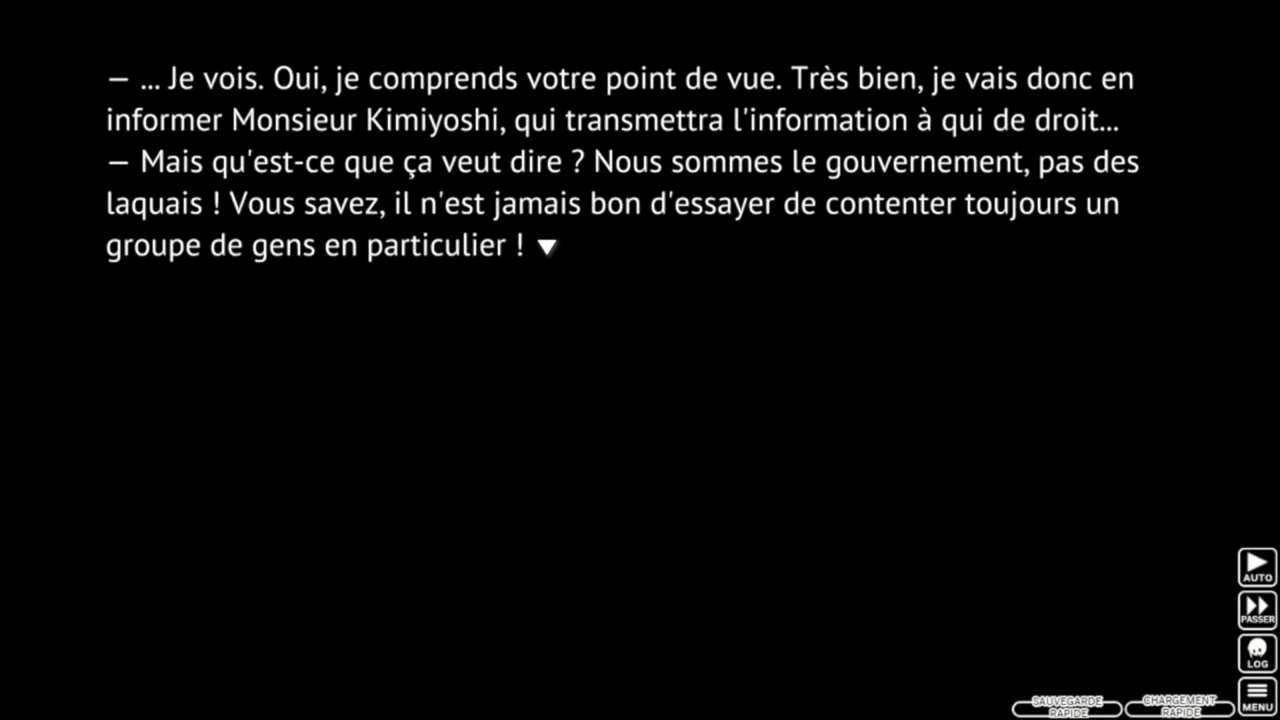 — ... Je vois. Oui, je comprends votre point de vue. Très bien, je vais donc en
informer Monsieur Kimiyoshi, qui transmettra l'information à qui de droit...
— Mais qu'est-ce que ça veut dire ? Nous sommes le gouvernement, pas des
laquais ! Vous savez, il n'est jamais bon d'essayer de contenter toujours un
groupe de gens en particulier !
AUTO
PASSER
LOG
MENU
SAUVEGARDE
RAPIDE
CHARGEMENT
RAPIDE